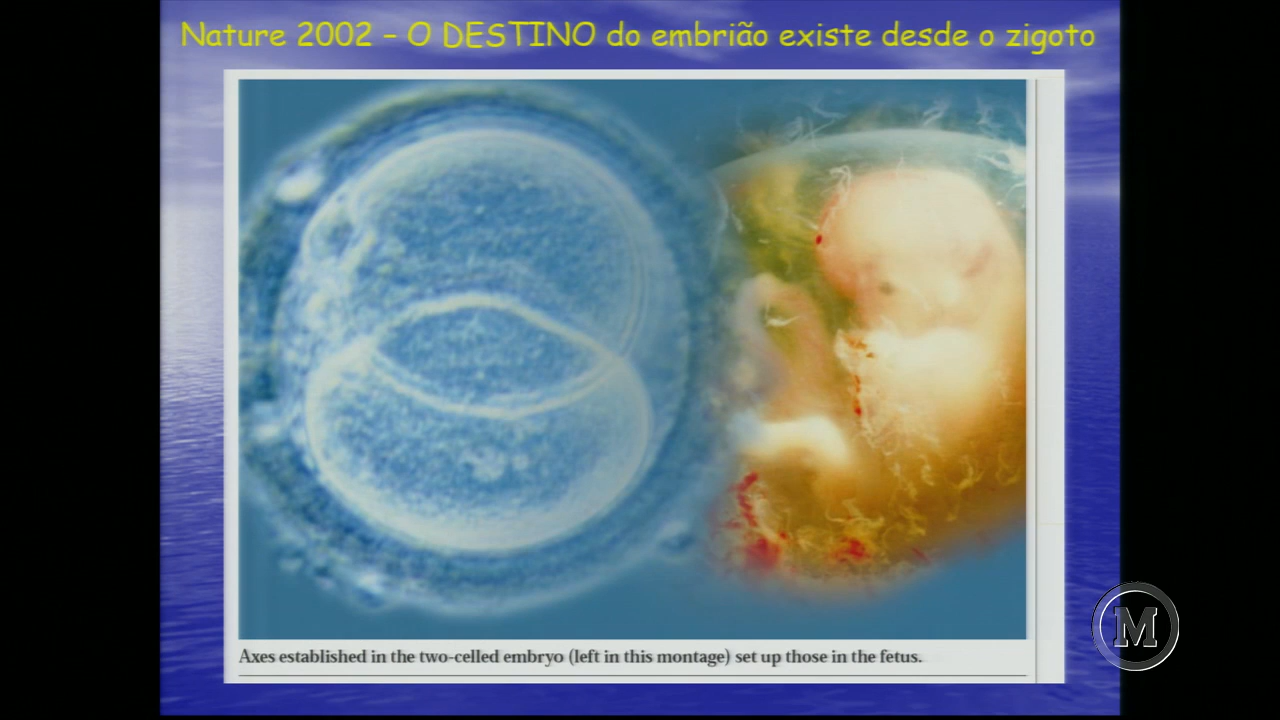 Nature 2002 – O DESTINO do embrião existe desde o zigoto
Axes established in the two-celled embryo (left in this montage) set up those in the fetus.
M